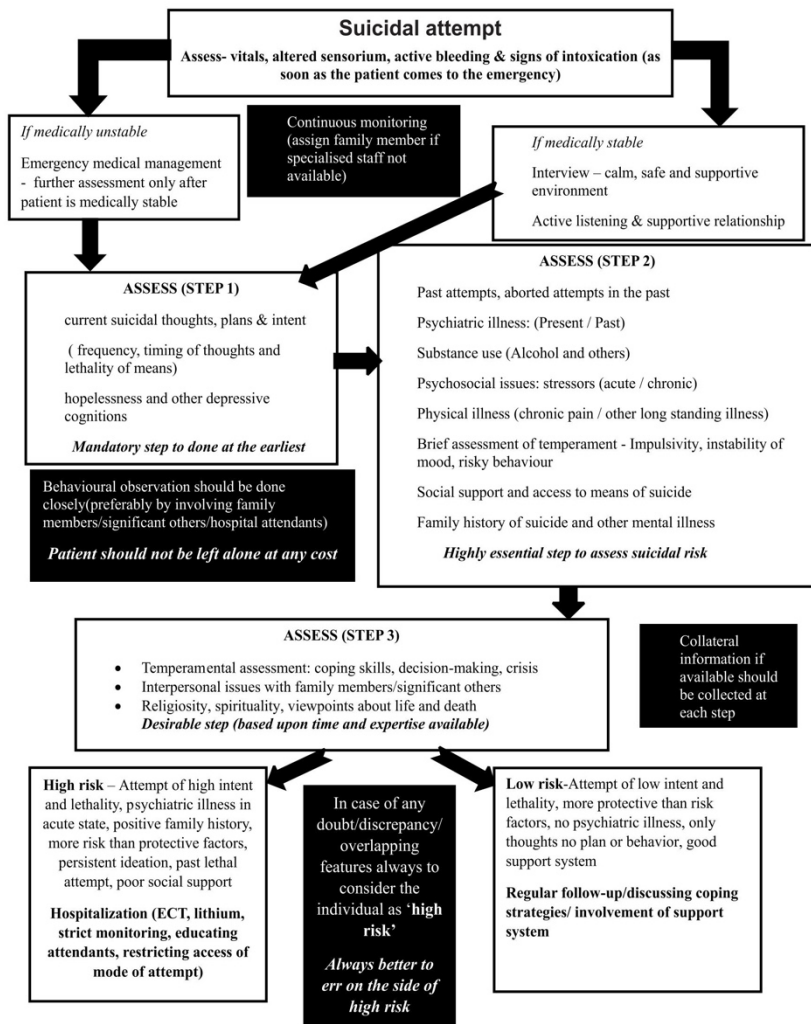 Suicidal attempt
Assess- vitals, altered sensorium, active bleeding & signs of intoxication (as
soon as the patient comes to the emergency)
If medically unstable
Emergency medical management
- further assessment only after
patient is medically stable
Continuous monitoring
(assign family member if
specialised staff not
available)
If medically stable
Interview – calm, safe and supportive
environment
Active listening & supportive relationship
ASSESS (STEP 1)
current suicidal thoughts, plans & intent
( frequency, timing of thoughts and
lethality of means)
hopelessness and other depressive
cognitions
Mandatory step to done at the earliest
Behavioural observation should be done
closely(preferably by involving family
members/significant others/hospital attendants)
Patient should not be left alone at any cost
ASSESS (STEP 2)
Past attempts, aborted attempts in the past
Psychiatric illness: (Present / Past)
Substance use (Alcohol and others)
Psychosocial issues: stressors (acute / chronic)
Physical illness (chronic pain / other long standing illness)
Brief assessment of temperament - Impulsivity, instability of
mood, risky behaviour
Social support and access to means of suicide
Family history of suicide and other mental illness
Highly essential step to assess suicidal risk
ASSESS (STEP 3)
• Temperamental assessment: coping skills, decision-making, crisis
• Interpersonal issues with family members/significant others
• Religiosity, spirituality, viewpoints about life and death
Desirable step (based upon time and expertise available)
Collateral
information if
available should
be collected at
each step
High risk – Attempt of high intent
and lethality, psychiatric illness in
acute state, positive family history,
more risk than protective factors,
persistent ideation, past lethal
attempt, poor social support
Hospitalization (ECT, lithium,
strict monitoring, educating
attendants, restricting access of
mode of attempt)
In case of any
doubt/discrepancy/
overlapping
features always to
consider the
individual as ‘high
risk’
Always better to
err on the side of
high risk
Low risk-Attempt of low intent and
lethality, more protective than risk
factors, no psychiatric illness, only
thoughts no plan or behavior, good
support system
Regular follow-up/discussing coping
strategies/ involvement of support
system